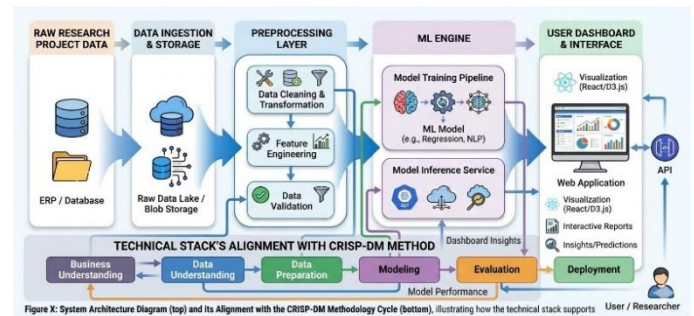 RAW RESEARCH
PROJECT DATA
DATA INGESTION
& STORAGE
PREPROCESSING
LAYER
ML ENGINE
USER DASHBOARD
& INTERFACE
ERP / Database
Raw Data Lake /
Blob Storage
Data Cleaning &
Transformation
Feature
Engineering
Data
Validation
Model Training Pipeline
ML Model
(e.g., Regression, NLP)
Model Inference Service
Visualization
(React/D3.js)
Web Application
Visualization
(React/D3.js)
Interactive Reports
Insights/Predictions
API
User / Researcher
TECHNICAL STACK'S ALIGNMENT WITH CRISP-DM METHOD
Dashboard Insights
Business
Understanding
Data
Understanding
Data
Preparation
Modeling
Evaluation
Deployment
Model Performance
Figure X: System Architecture Diagram (top) and its Alignment with the CRISP-DM Methodology Cycle (bottom), illustrating how the technical stack supports